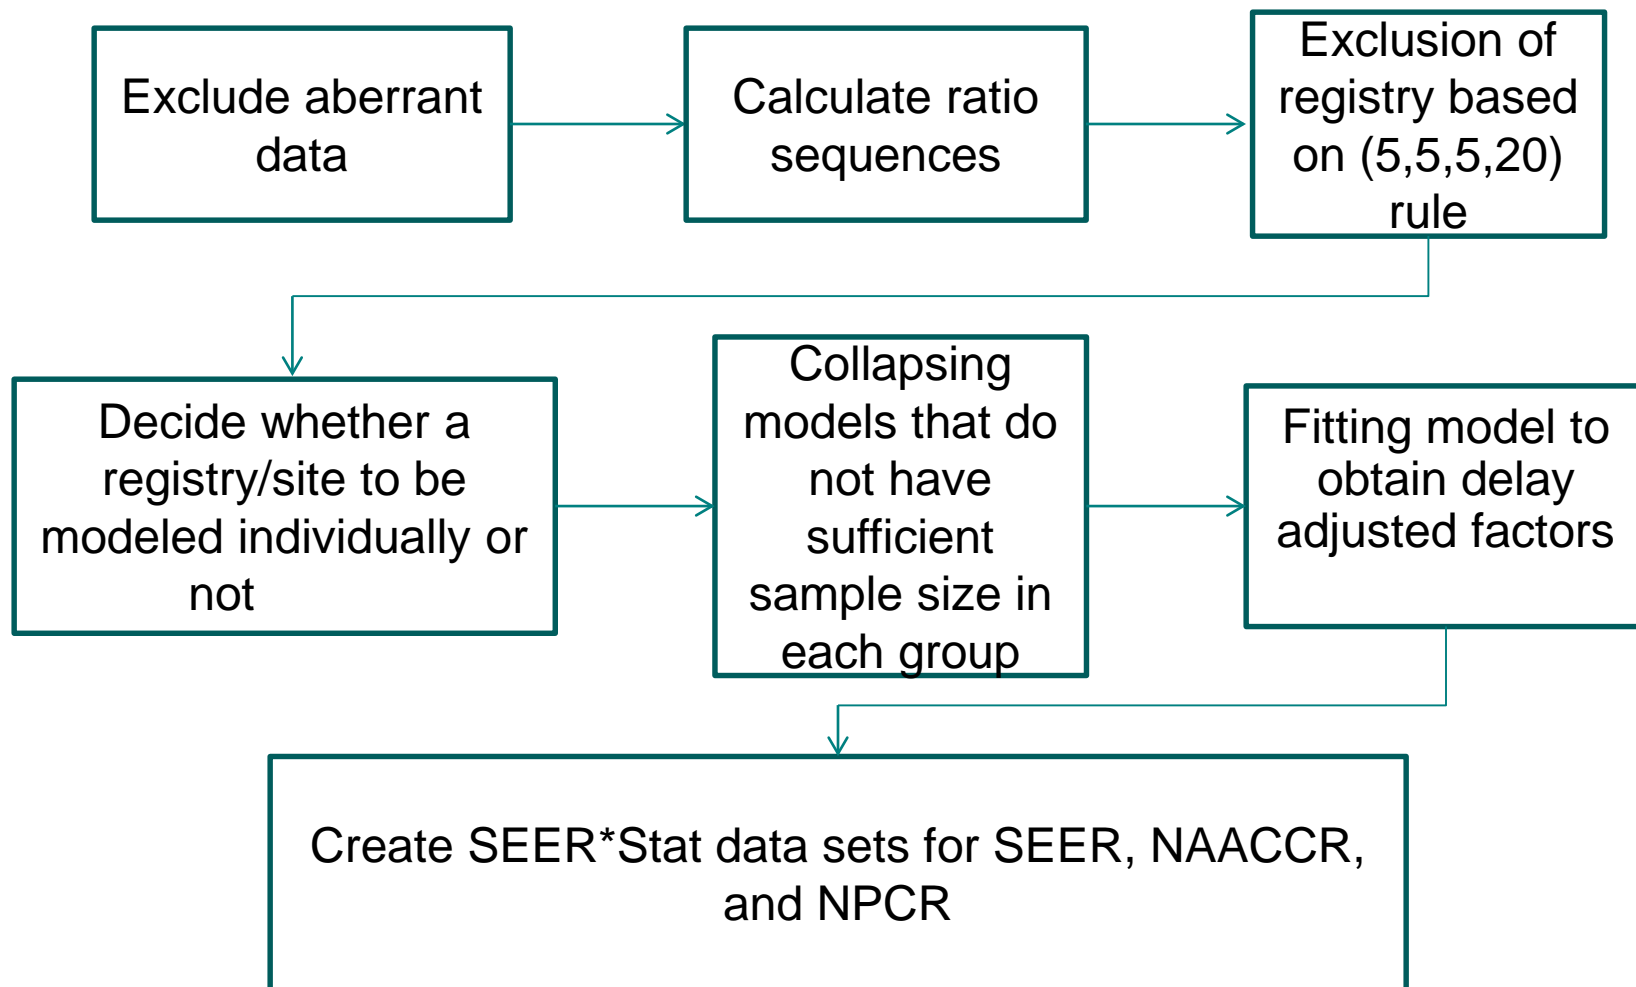 Exclude aberrant
data
Calculate ratio
sequences
Exclusion of
registry based
on (5,5,5,20)
rule
Decide whether a
registry/site to be
modeled individually or
not
Collapsing
models that do
not have
sufficient
sample size in
each group
Fitting model to
obtain delay
adjusted factors
Create SEER*Stat data sets for SEER, NAACCR,
and NPCR